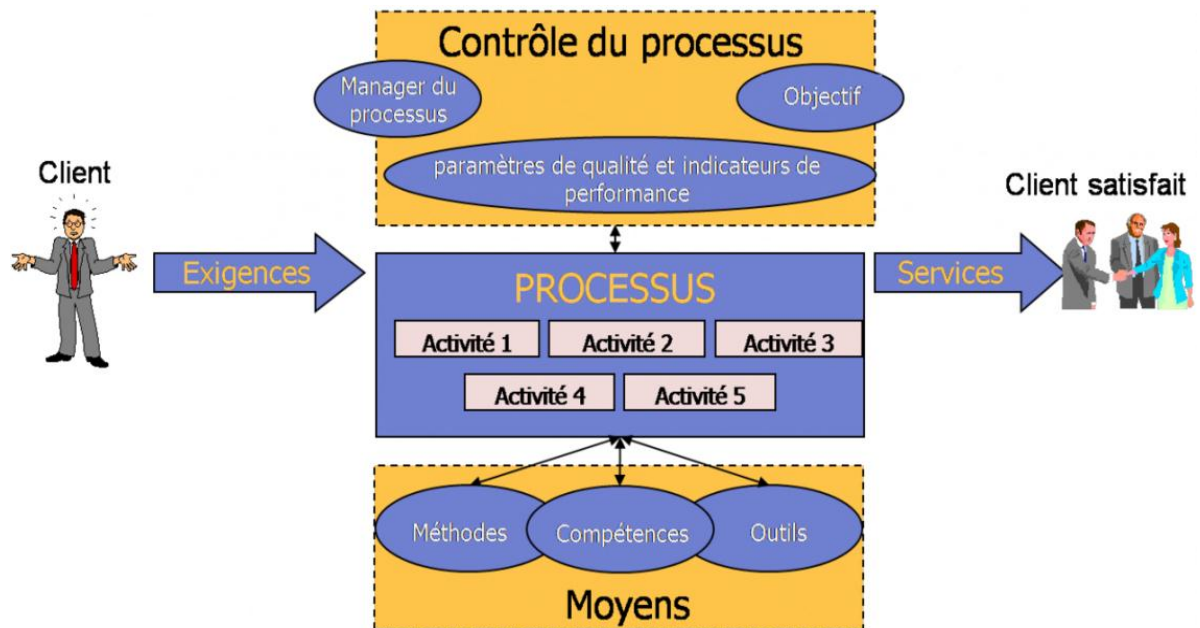 Contrôle du processus
Manager du
processus
Objectif
paramètres de qualité et indicateurs de
performance
Client
Exigences
PROCESSUS
Activité 1
Activité 2
Activité 3
Activité 4
Activité 5
Services
Client satisfait
Méthodes
Compétences
Outils
Moyens